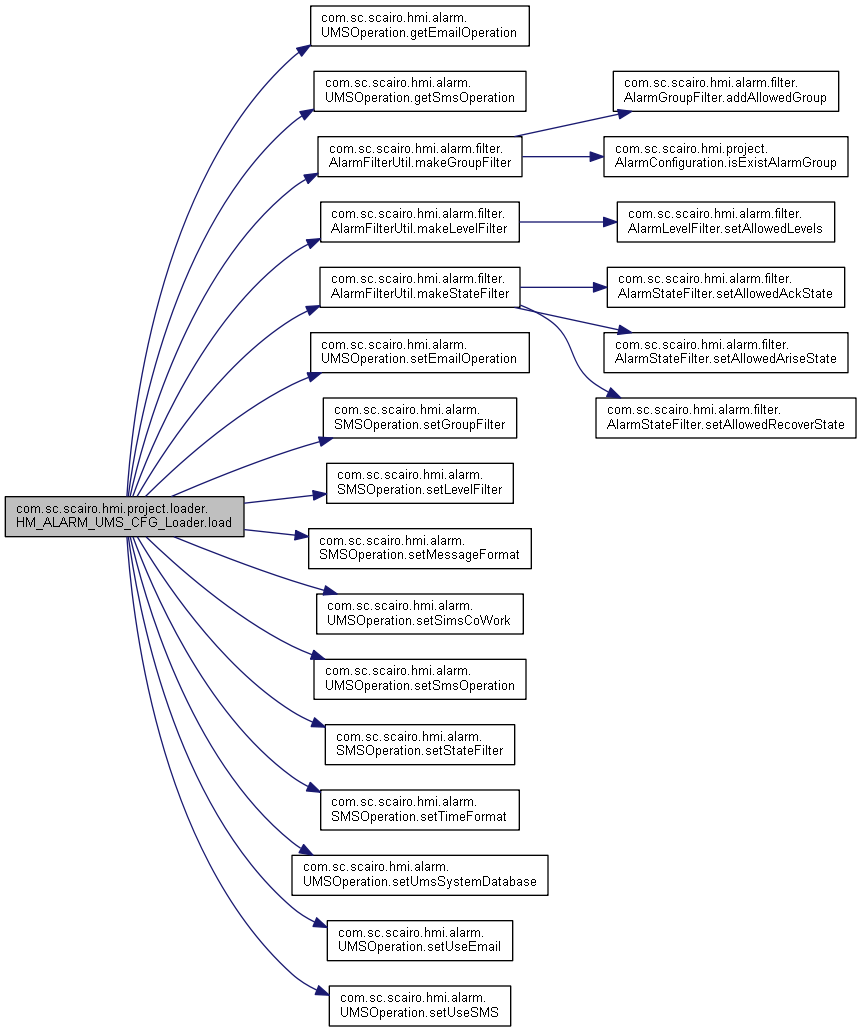 com.sc.scairo.hmi.project.loader.
HM_ALARM_UMS_CFG_Loader.load
com.sc.scairo.hmi.alarm.
UMSOperation.getEmailOperation
com.sc.scairo.hmi.alarm.
UMSOperation.getSmsOperation
com.sc.scairo.hmi.alarm.filter.
AlarmFilterUtil.makeGroupFilter
com.sc.scairo.hmi.alarm.filter.
AlarmGroupFilter.addAllowedGroup
com.sc.scairo.hmi.project.
AlarmConfiguration.isExistAlarmGroup
com.sc.scairo.hmi.alarm.filter.
AlarmFilterUtil.makeLevelFilter
com.sc.scairo.hmi.alarm.filter.
AlarmLevelFilter.setAllowedLevels
com.sc.scairo.hmi.alarm.filter.
AlarmFilterUtil.makeStateFilter
com.sc.scairo.hmi.alarm.filter.
AlarmStateFilter.setAllowedAckState
com.sc.scairo.hmi.alarm.filter.
AlarmStateFilter.setAllowedAriseState
com.sc.scairo.hmi.alarm.filter.
AlarmStateFilter.setAllowedRecoverState
com.sc.scairo.hmi.alarm.
UMSOperation.setEmailOperation
com.sc.scairo.hmi.alarm.
SMSOperation.setGroupFilter
com.sc.scairo.hmi.alarm.
SMSOperation.setLevelFilter
com.sc.scairo.hmi.alarm.
SMSOperation.setMessageFormat
com.sc.scairo.hmi.alarm.
UMSOperation.setSimsCoWork
com.sc.scairo.hmi.alarm.
UMSOperation.setSmsOperation
com.sc.scairo.hmi.alarm.
SMSOperation.setStateFilter
com.sc.scairo.hmi.alarm.
SMSOperation.setTimeFormat
com.sc.scairo.hmi.alarm.
UMSOperation.setUmsSystemDatabase
com.sc.scairo.hmi.alarm.
UMSOperation.setUseEmail
com.sc.scairo.hmi.alarm.
UMSOperation.setUseSMS